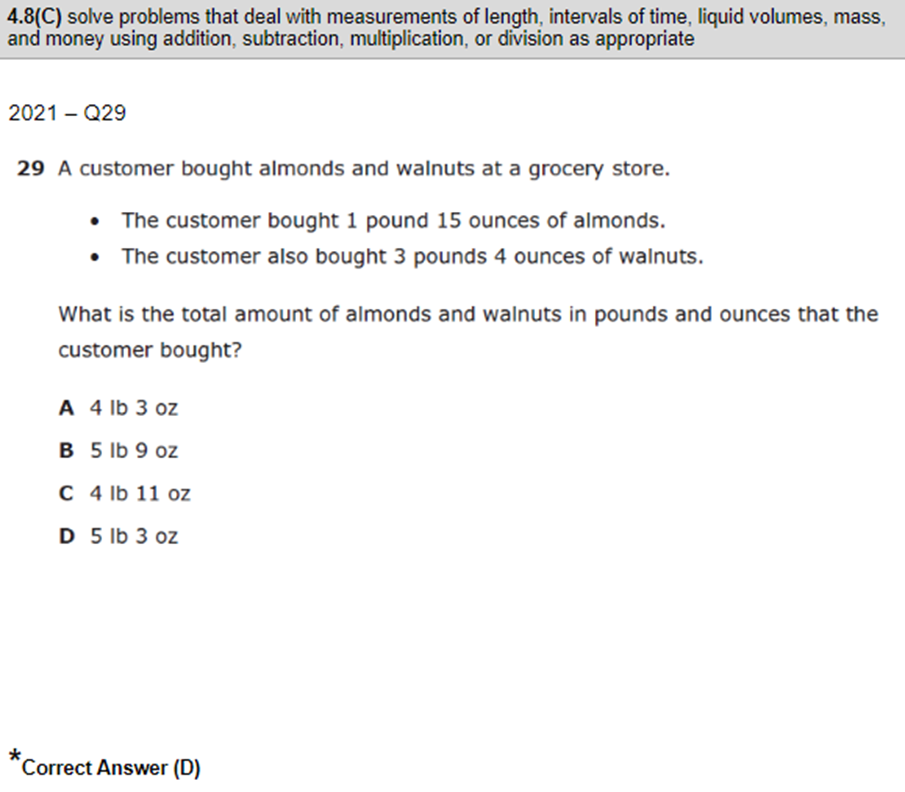 4.8(C) solve problems that deal with measurements of length, intervals of time, liquid volumes, mass,
and money using addition, subtraction, multiplication, or division as appropriate
2021 – Q29
29 A customer bought almonds and walnuts at a grocery store.
• The customer bought 1 pound 15 ounces of almonds.
• The customer also bought 3 pounds 4 ounces of walnuts.
What is the total amount of almonds and walnuts in pounds and ounces that the
customer bought?
A 4 lb 3 oz
B 5 lb 9 oz
C 4 lb 11 oz
D 5 lb 3 oz
*Correct Answer (D)